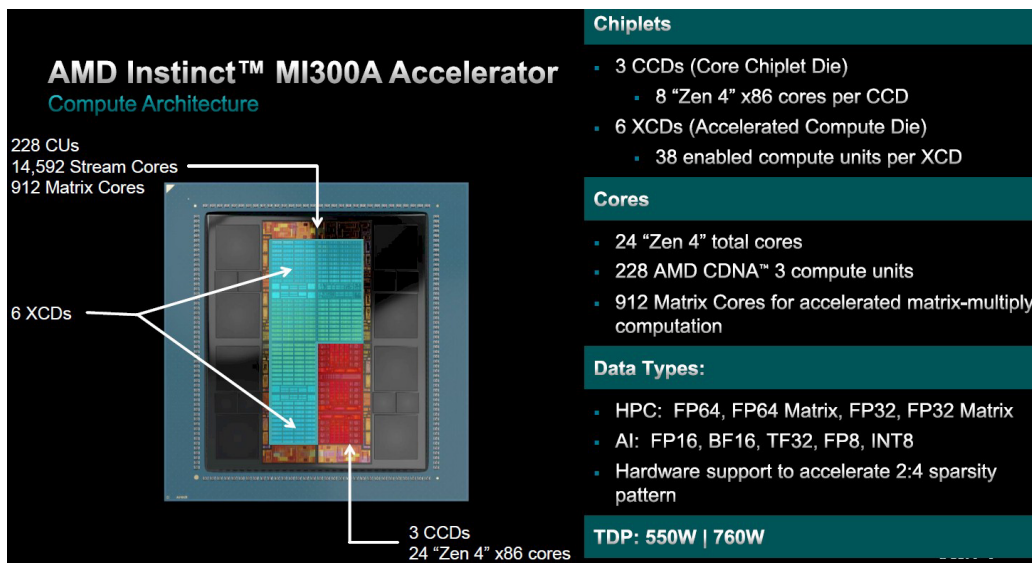 AMD Instinct™ MI300A Accelerator
Compute Architecture
228 CUs
14,592 Stream Cores
912 Matrix Cores
6 XCDs
3 CCDs
24 “Zen 4” x86 cores
Chiplets
▪ 3 CCDs (Core Chiplet Die)
▪ 8 “Zen 4” x86 cores per CCD
▪ 6 XCDs (Accelerated Compute Die)
▪ 38 enabled compute units per XCD
Cores
▪ 24 “Zen 4” total cores
▪ 228 AMD CDNA™ 3 compute units
▪ 912 Matrix Cores for accelerated matrix-multiply
computation
Data Types:
▪ HPC: FP64, FP64 Matrix, FP32, FP32 Matrix
▪ AI: FP16, BF16, TF32, FP8, INT8
▪ Hardware support to accelerate 2:4 sparsity
pattern
TDP: 550W | 760W